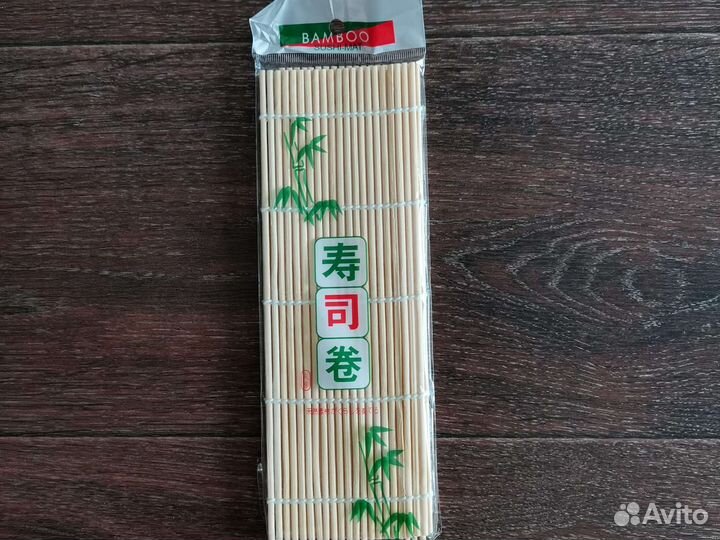 BAMBOO
SUSHI MAT
寿
司
卷
Avito